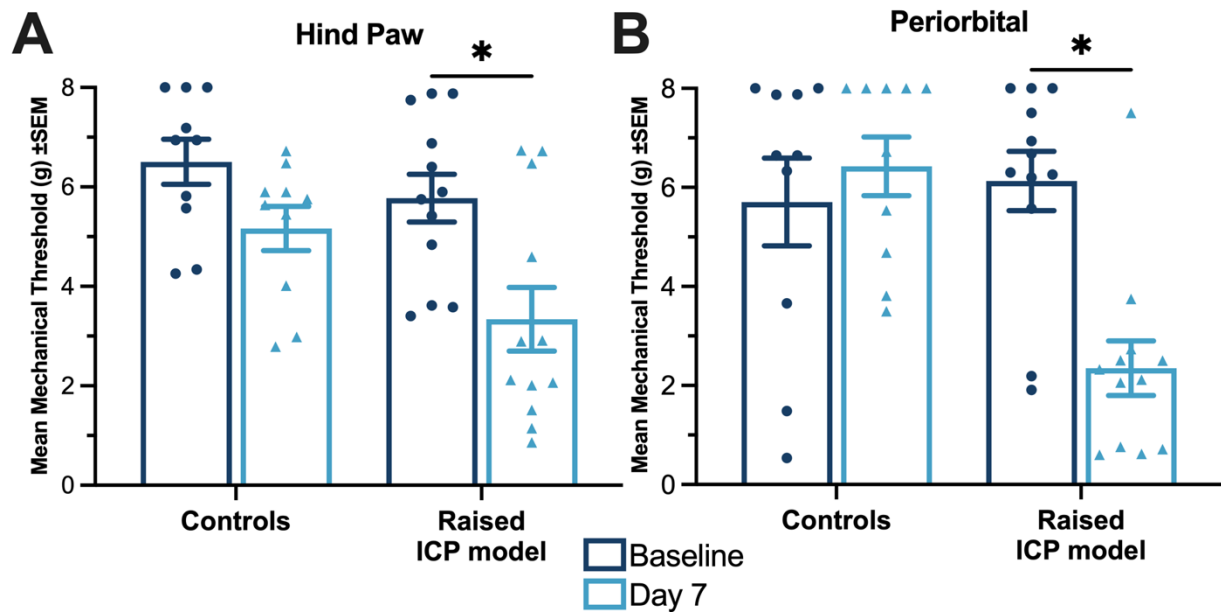 A
Hind Paw
*
Mean Mechanical Threshold (g) ±SEM
8
6
4
2
0
Controls
Raised
ICP model
B
Periorbital
*
Mean Mechanical Threshold (g) ±SEM
8
6
4
2
0
Controls
Raised
ICP model
Baseline
Day 7